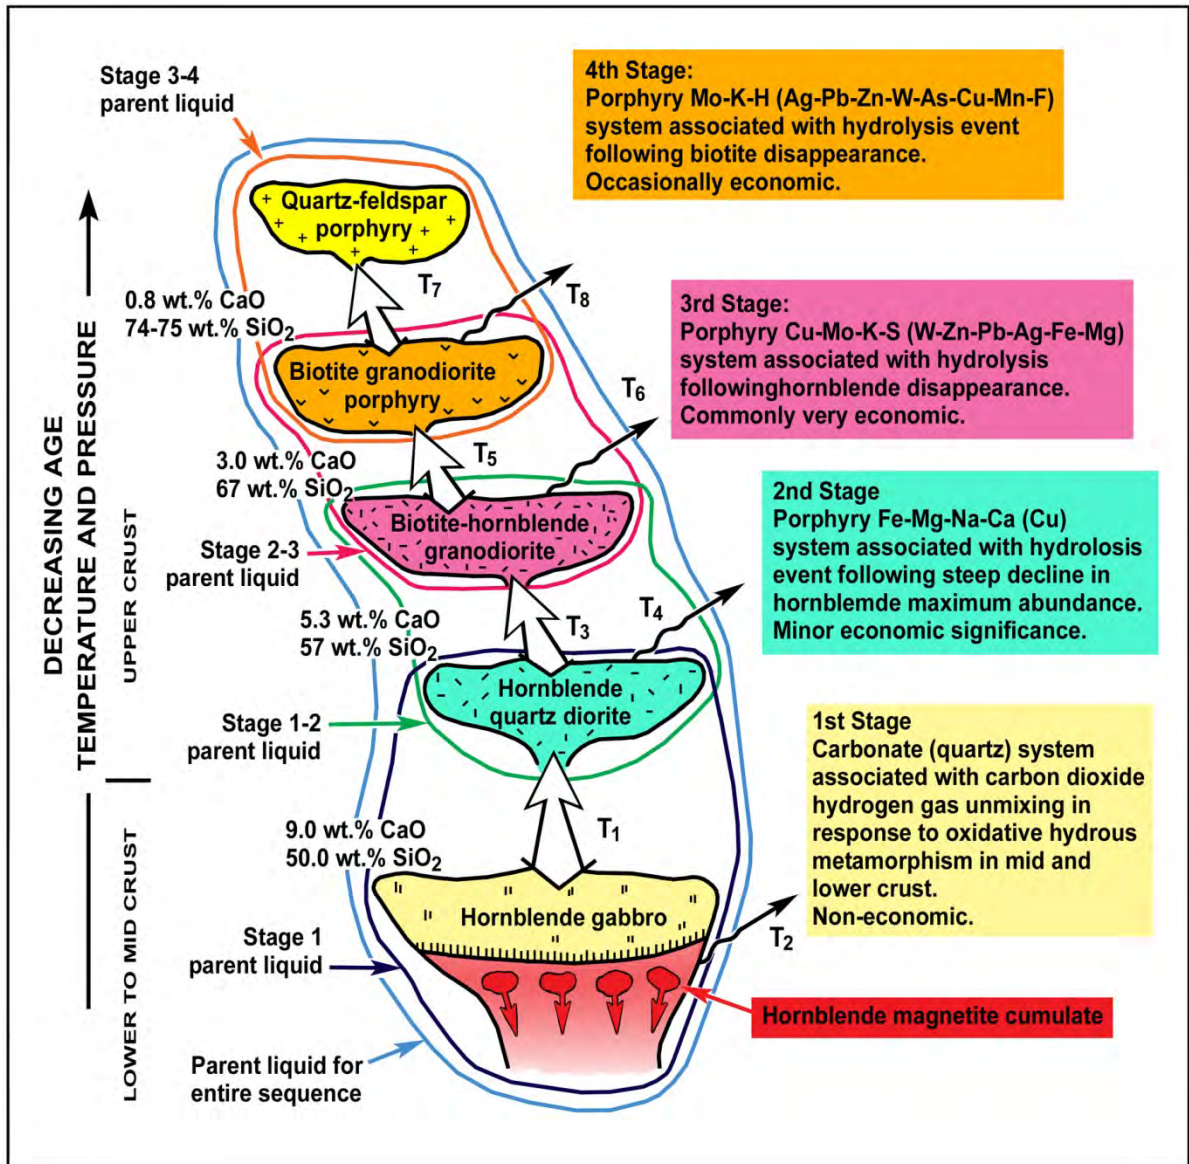 Stage 3-4
parent liquid
4th Stage:
Porphyry Mo-K-H (Ag-Pb-Zn-W-As-Cu-Mn-F)
system associated with hydrolysis event
following biotite disappearance.
Occasionally economic.
Quartz-feldspar
porphyry
T₇
T₈
0.8 wt.% CaO
74-75 wt.% SiO₂
3rd Stage:
Porphyry Cu-Mo-K-S (W-Zn-Pb-Ag-Fe-Mg)
system associated with hydrolysis
followinghornblende disappearance.
Commonly very economic.
Biotite granodiorite
porphyry
T₆
T₅
3.0 wt.% CaO
67 wt.% SiO₂
DECREASING AGE
TEMPERATURE AND PRESSURE
UPPER CRUST
Biotite-hornblende
granodiorite
Stage 2-3
parent liquid
2nd Stage
Porphyry Fe-Mg-Na-Ca (Cu)
system associated with hydrolosis
event following steep decline in
hornblemde maximum abundance.
Minor economic significance.
T₃
T₄
5.3 wt.% CaO
57 wt.% SiO₂
Hornblende
quartz diorite
Stage 1-2
parent liquid
1st Stage
Carbonate (quartz) system
associated with carbon dioxide
hydrogen gas unmixing in
response to oxidative hydrous
metamorphism in mid and
lower crust.
Non-economic.
T₁
9.0 wt.% CaO
50.0 wt.% SiO₂
LOWER TO MID CRUST
Hornblende gabbro
Stage 1
parent liquid
T₂
Hornblende magnetite cumulate
Parent liquid for
entire sequence